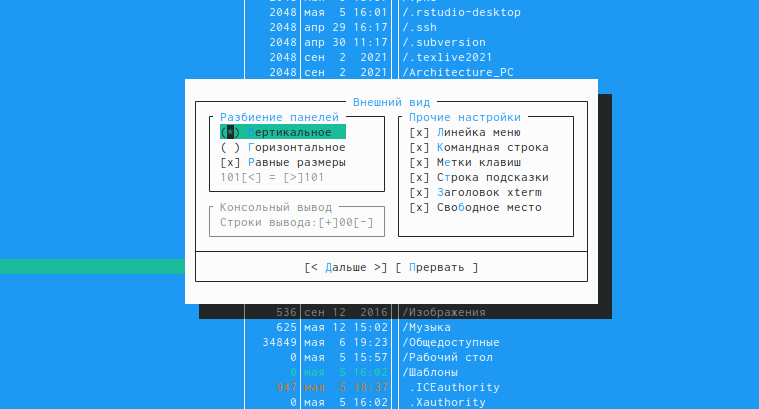 2048 мая 5 16:01 /.rstudio-desktop
2048 апр 29 16:17 /.ssh
2048 апр 30 11:17 /.subversion
2048 сен 2 2021 /.texlive2021
2048 сен 2 2021 /Architecture_PC
Внешний вид
Разбиение панелей
(*) Вертикальное
( ) Горизонтальное
[x] Равные размеры
101[<] = [>]101
Консольный вывод
Строки вывода:[+]00[-]
Прочие настройки
[x] Линейка меню
[x] Командная строка
[x] Метки клавиш
[x] Строка подсказки
[x] Заголовок xterm
[x] Свободное место
[< Дальше >] [ Прервать ]
536 сен 12 2016 /Изображения
625 мая 12 15:02 /Музыка
34849 мая 6 19:23 /Общедоступные
0 мая 5 15:57 /Рабочий стол
0 мая 5 16:02 /Шаблоны
947 мая 5 18:37 .ICEauthority
0 мая 5 16:02 .Xauthority